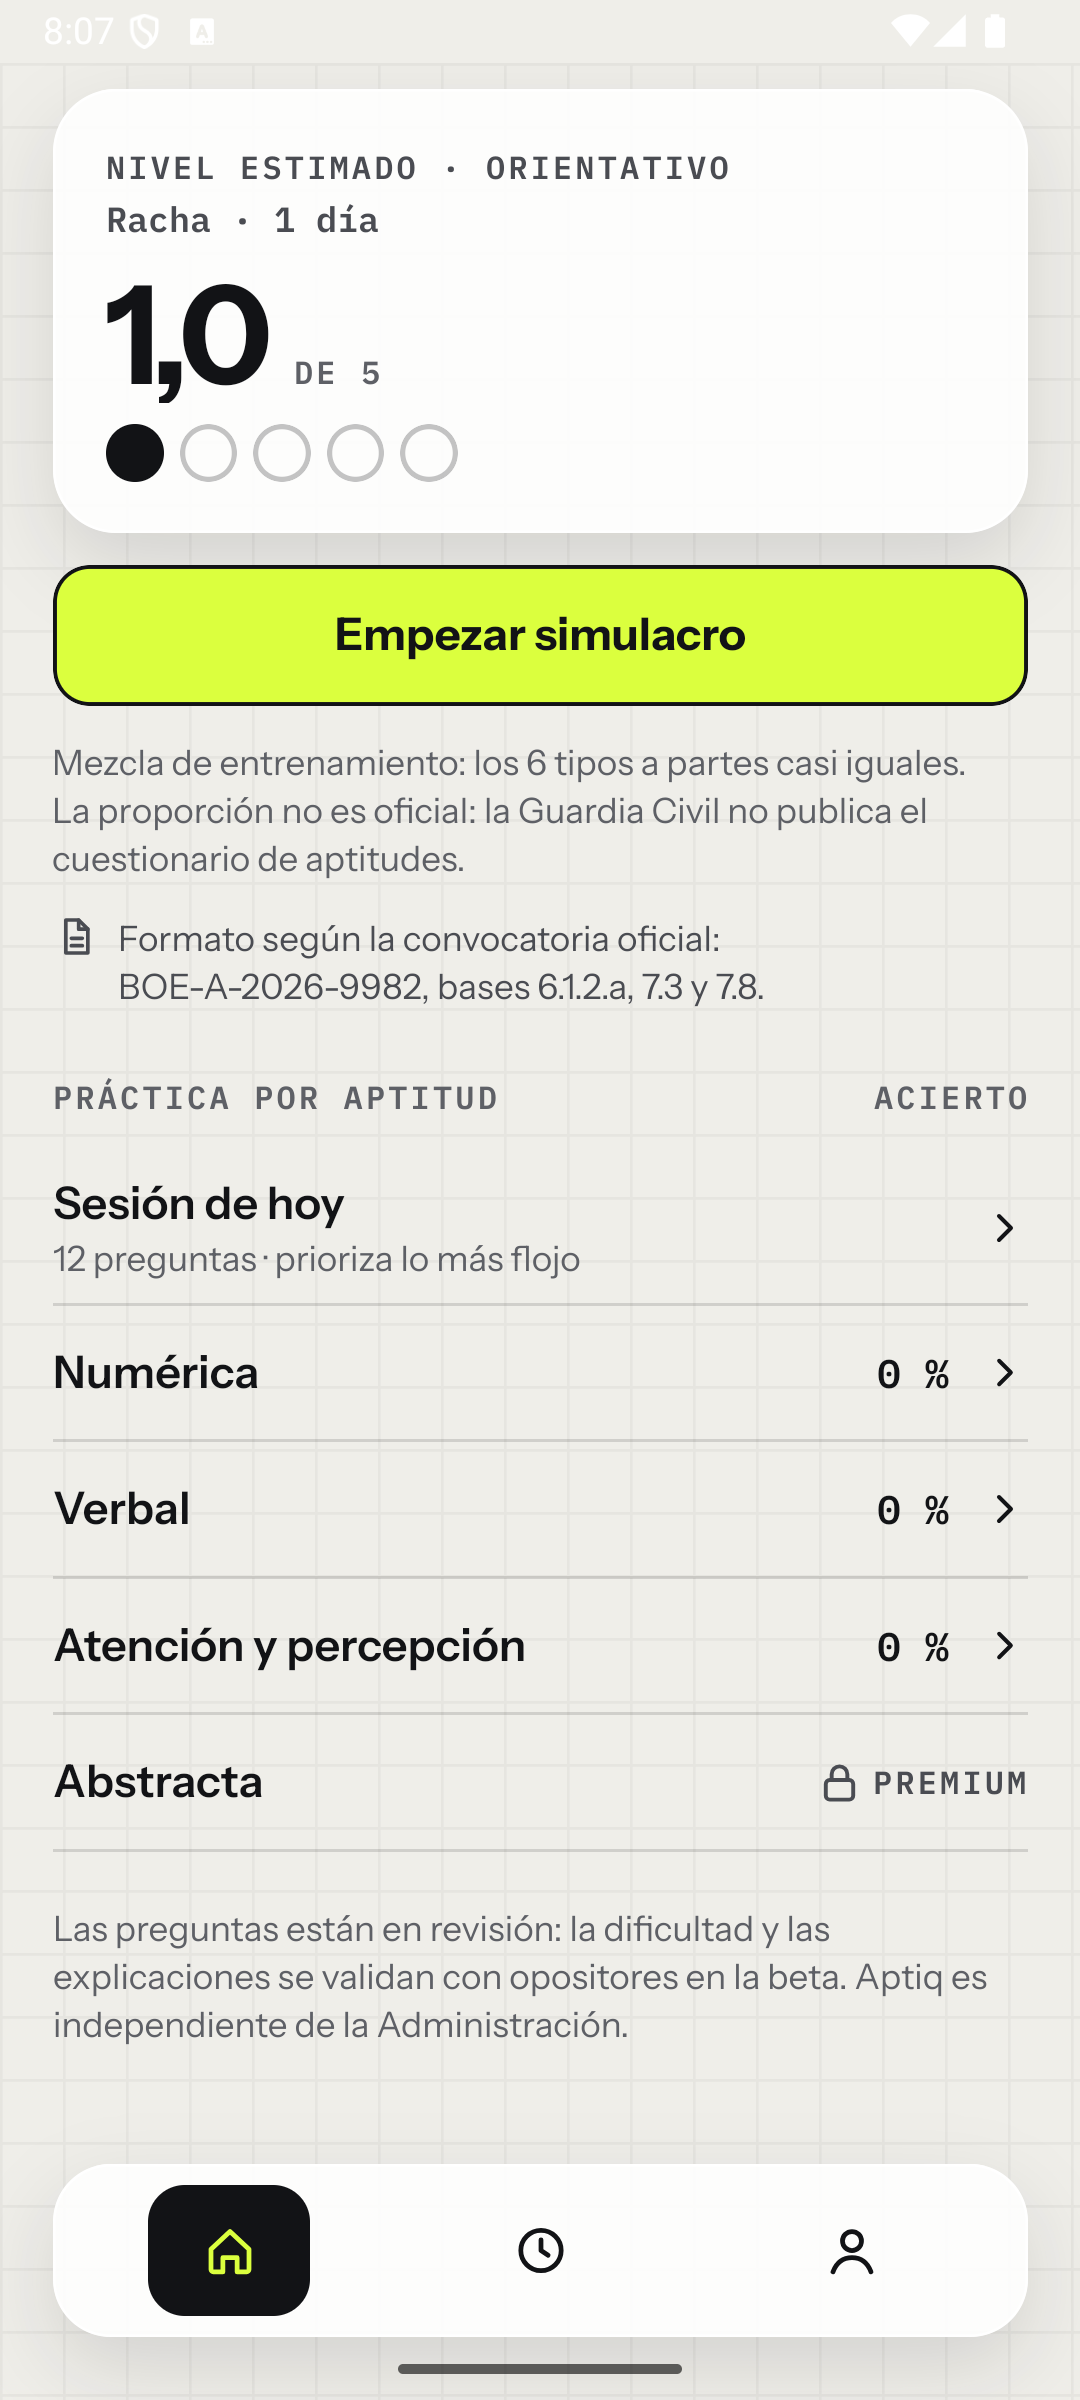 8:07
NIVEL ESTIMADO · ORIENTATIVO
Racha · 1 día
1,0 DE 5
Empezar simulacro
Mezcla de entrenamiento: los 6 tipos a partes casi iguales.
La proporción no es oficial: la Guardia Civil no publica el
cuestionario de aptitudes.
Formato según la convocatoria oficial:
BOE-A-2026-9982, bases 6.1.2.a, 7.3 y 7.8.
PRÁCTICA POR APTITUD ACIERTO
Sesión de hoy
12 preguntas · prioriza lo más flojo
Numérica 0 %
Verbal 0 %
Atención y percepción 0 %
Abstracta PREMIUM
Las preguntas están en revisión: la dificultad y las
explicaciones se validan con opositores en la beta. Aptiq es
independiente de la Administración.